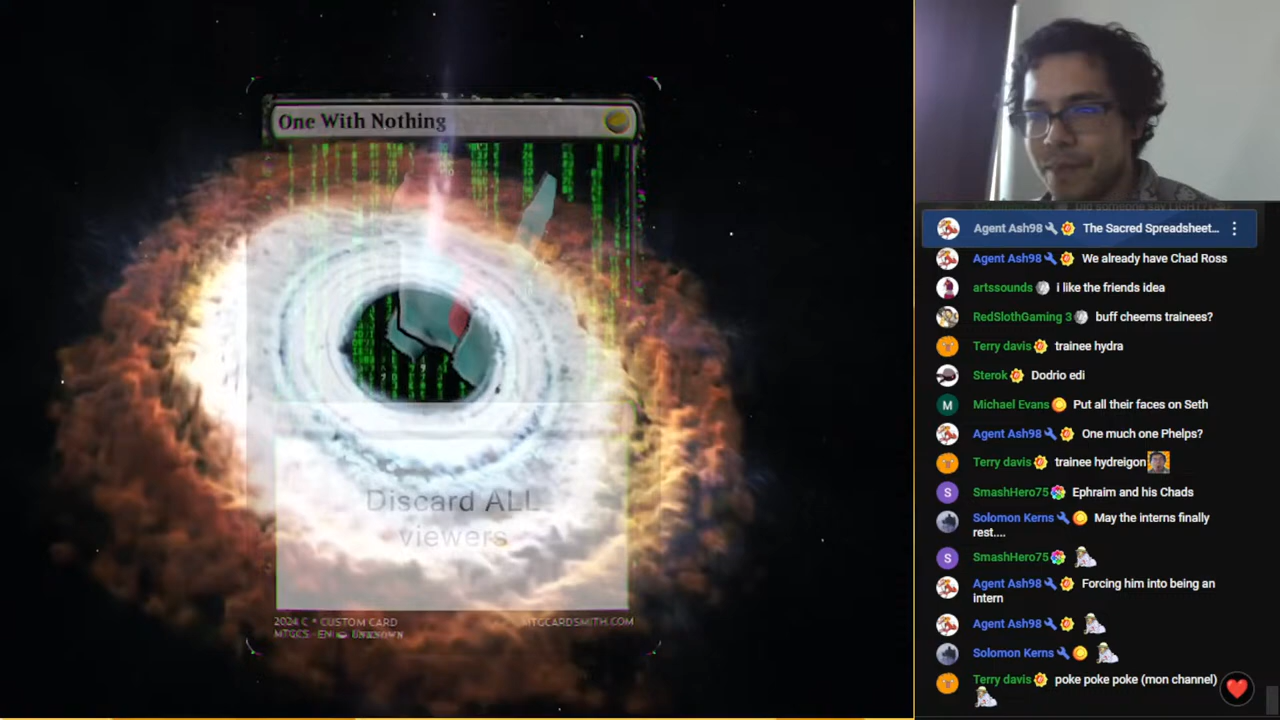 One With Nothing
Discard ALL
viewers
2024 C * CUSTOM CARD
MTGCARDSMITH.COM
MTGCS · EN UNKNOWN
Agent Ash98 The Sacred Spreadsheet...
Agent Ash98 We already have Chad Ross
artssounds i like the friends idea
RedSlothGaming 3 buff cheems trainees?
Terry davis trainee hydra
Sterok Dodrio edi
M
Michael Evans Put all their faces on Seth
Agent Ash98 One much one Phelps?
Terry davis trainee hydreigon
S
SmashHero75 Ephraim and his Chads
Solomon Kerns May the interns finally
rest....
S
SmashHero75
Agent Ash98 Forcing him into being an
intern
Agent Ash98
Solomon Kerns
Terry davis poke poke poke (mon channel)